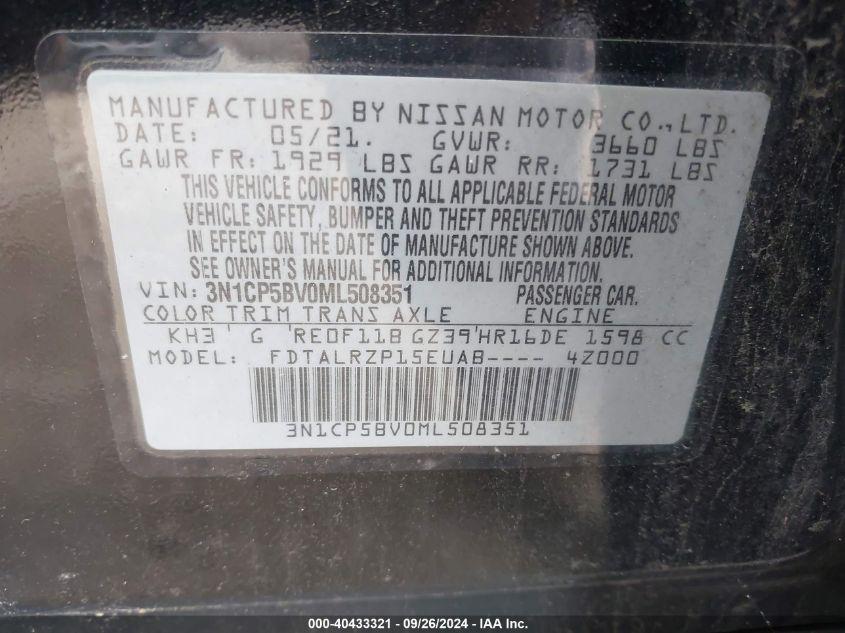 MANUFACTURED BY NISSAN MOTOR CO.,LTD.
DATE: 05/21. GVWR: 3660 LBS
GAWR FR: 1929 LBS GAWR RR: 1731 LBS
THIS VEHICLE CONFORMS TO ALL APPLICABLE FEDERAL MOTOR
VEHICLE SAFETY, BUMPER AND THEFT PREVENTION STANDARDS
IN EFFECT ON THE DATE OF MANUFACTURE SHOWN ABOVE.
SEE OWNER'S MANUAL FOR ADDITIONAL INFORMATION.
VIN: 3N1CP5BV0ML508351 PASSENGER CAR.
COLOR TRIM TRANS AXLE ENGINE
KH3 ' G 'RE0F11B GZ39'HR16DE 1598 CC
MODEL: FDTALRZP15EUAB---- 4Z000
3N1CP5BV0ML508351
000-40433321 - 09/26/2024 - IAA Inc.